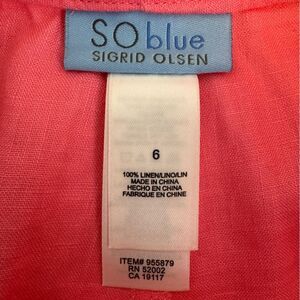 SO blue
SIGRID OLSEN
6
100% LINEN/LINO/LIN
MADE IN CHINA
HECHO EN CHINA
FABRIQUE EN CHINE
ITEM# 955879
RN 52002
CA 19117